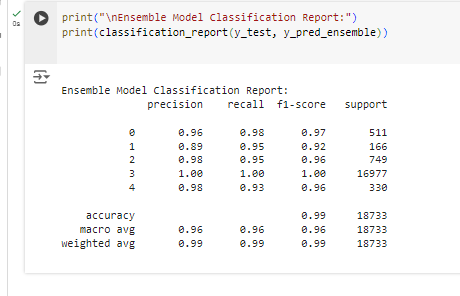 0s
print("\nEnsemble Model Classification Report:")
print(classification_report(y_test, y_pred_ensemble))
Ensemble Model Classification Report:
precision recall f1-score support
0 0.96 0.98 0.97 511
1 0.89 0.95 0.92 166
2 0.98 0.95 0.96 749
3 1.00 1.00 1.00 16977
4 0.98 0.93 0.96 330
accuracy 0.99 18733
macro avg 0.96 0.96 0.96 18733
weighted avg 0.99 0.99 0.99 18733